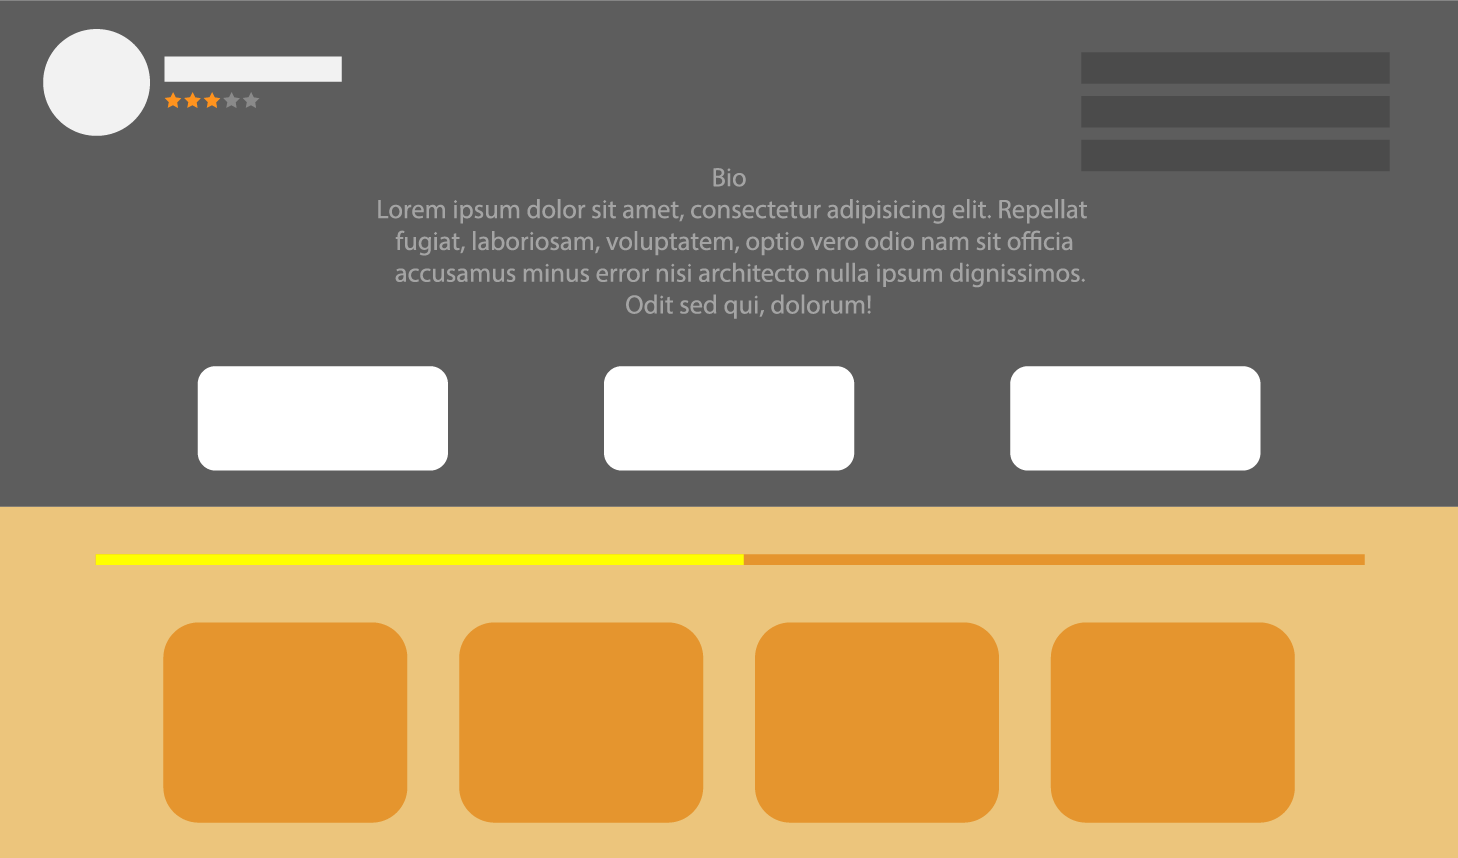 Bio
Lorem ipsum dolor sit amet, consectetur adipisicing elit. Repellat
fugiat, laboriosam, voluptatem, optio vero odio nam sit officia
accusamus minus error nisi architecto nulla ipsum dignissimos.
Odit sed qui, dolorum!